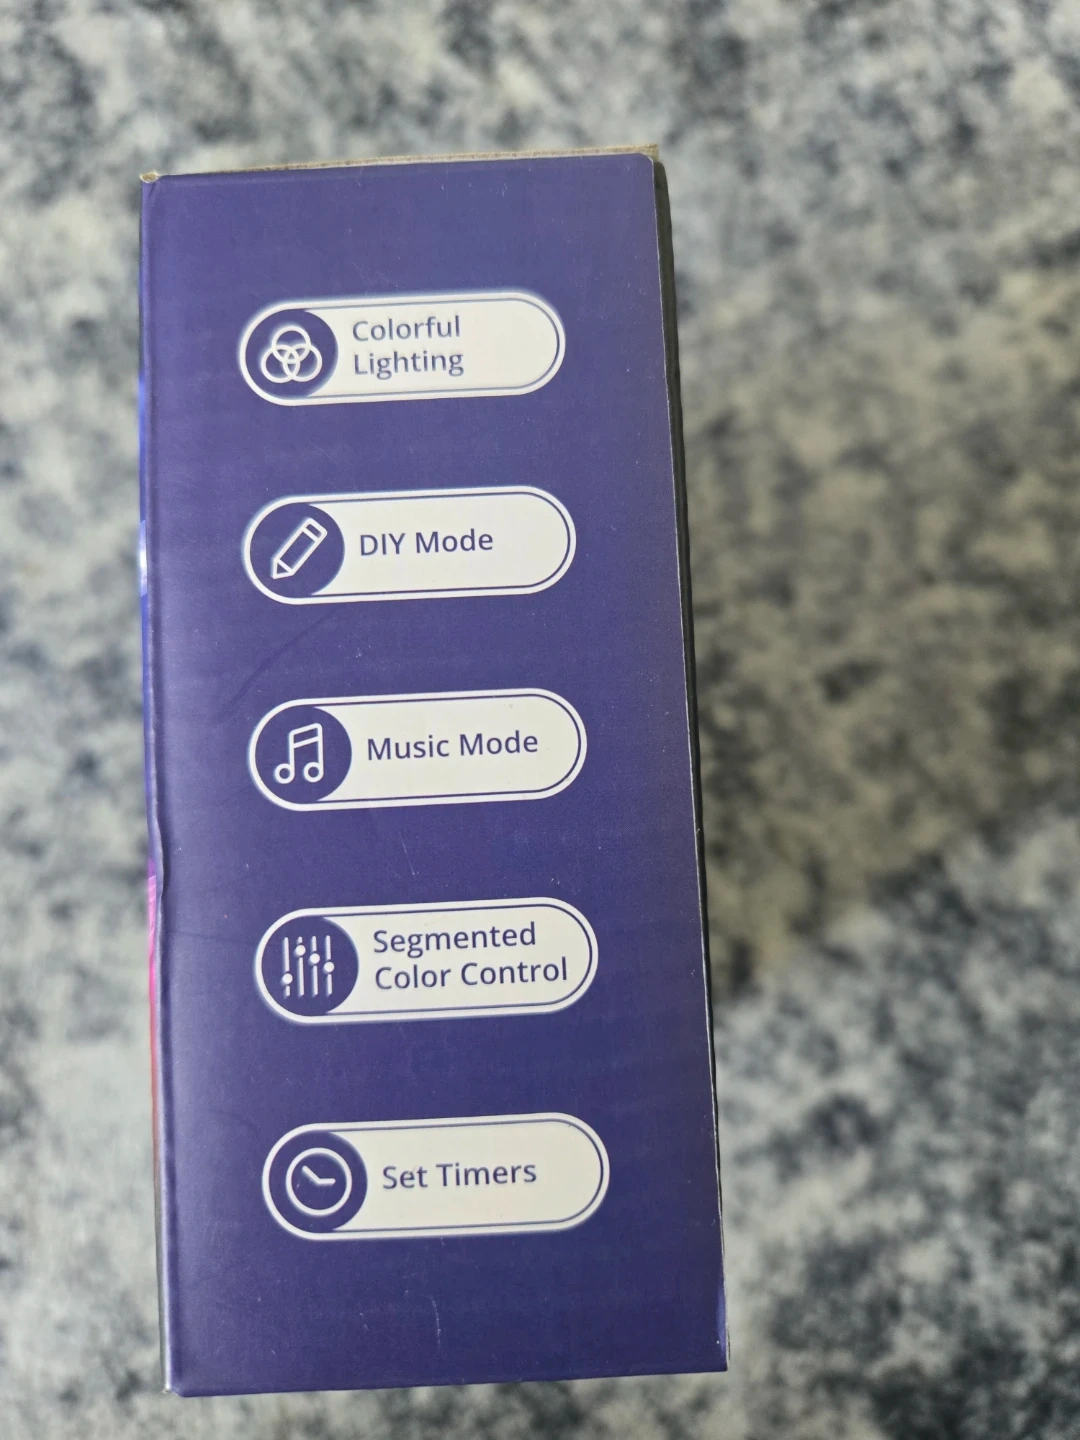 Colorful
Lighting
DIY Mode
Music Mode
Segmented
Color Control
Set Timers